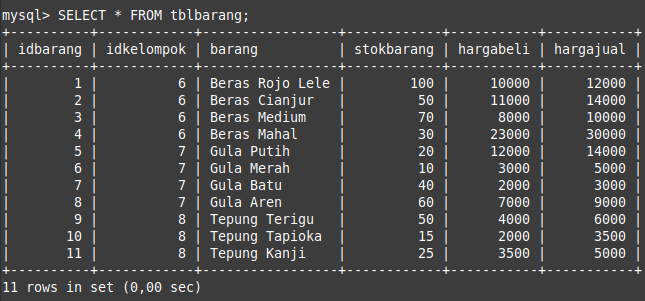 mysql> SELECT * FROM tblbarang;
+----------+------------+-----------------+------------+-----------+-----------+
| idbarang | idkelompok | barang          | stokbarang | hargabeli | hargajual |
+----------+------------+-----------------+------------+-----------+-----------+
|        1 |          6 | Beras Rojo Lele |        100 |     10000 |     12000 |
|        2 |          6 | Beras Cianjur   |         50 |     11000 |     14000 |
|        3 |          6 | Beras Medium    |         70 |      8000 |     10000 |
|        4 |          6 | Beras Mahal     |         30 |     23000 |     30000 |
|        5 |          7 | Gula Putih      |         20 |     12000 |     14000 |
|        6 |          7 | Gula Merah      |         10 |      3000 |      5000 |
|        7 |          7 | Gula Batu       |         40 |      2000 |      3000 |
|        8 |          7 | Gula Aren       |         60 |      7000 |      9000 |
|        9 |          8 | Tepung Terigu   |         50 |      4000 |      6000 |
|       10 |          8 | Tepung Tapioka  |         15 |      2000 |      3500 |
|       11 |          8 | Tepung Kanji    |         25 |      3500 |      5000 |
+----------+------------+-----------------+------------+-----------+-----------+
11 rows in set (0,00 sec)